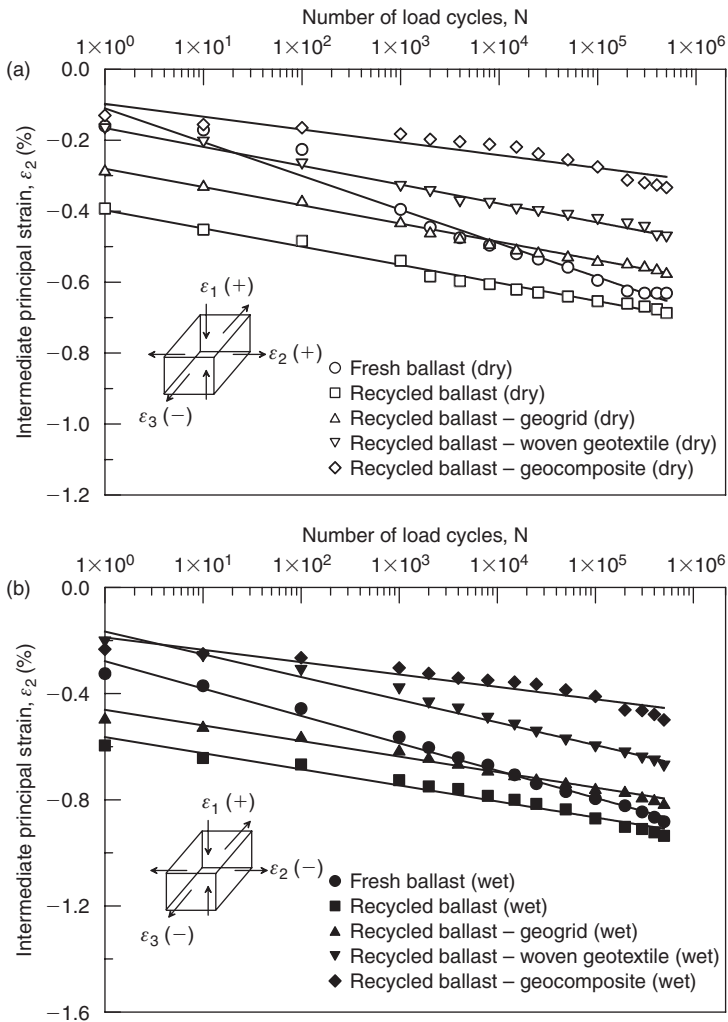 Number of load cycles, N
1×10⁰ 1×10¹ 1×10² 1×10³ 1×10⁴ 1×10⁵ 1×10⁶
(a)
0.0
−0.2
−0.4
−0.6
−0.8
−1.0
−1.2
Intermediate principal strain, ε₂ (%)
ε₁ (+)
ε₂ (+)
ε₃ (−)
Fresh ballast (dry)
Recycled ballast (dry)
Recycled ballast – geogrid (dry)
Recycled ballast – woven geotextile (dry)
Recycled ballast – geocomposite (dry)
Number of load cycles, N
1×10⁰ 1×10¹ 1×10² 1×10³ 1×10⁴ 1×10⁵ 1×10⁶
(b)
0.0
−0.4
−0.8
−1.2
−1.6
Intermediate principal strain, ε₂ (%)
ε₁ (+)
ε₂ (−)
ε₃ (−)
Fresh ballast (wet)
Recycled ballast (wet)
Recycled ballast – geogrid (wet)
Recycled ballast – woven geotextile (wet)
Recycled ballast – geocomposite (wet)